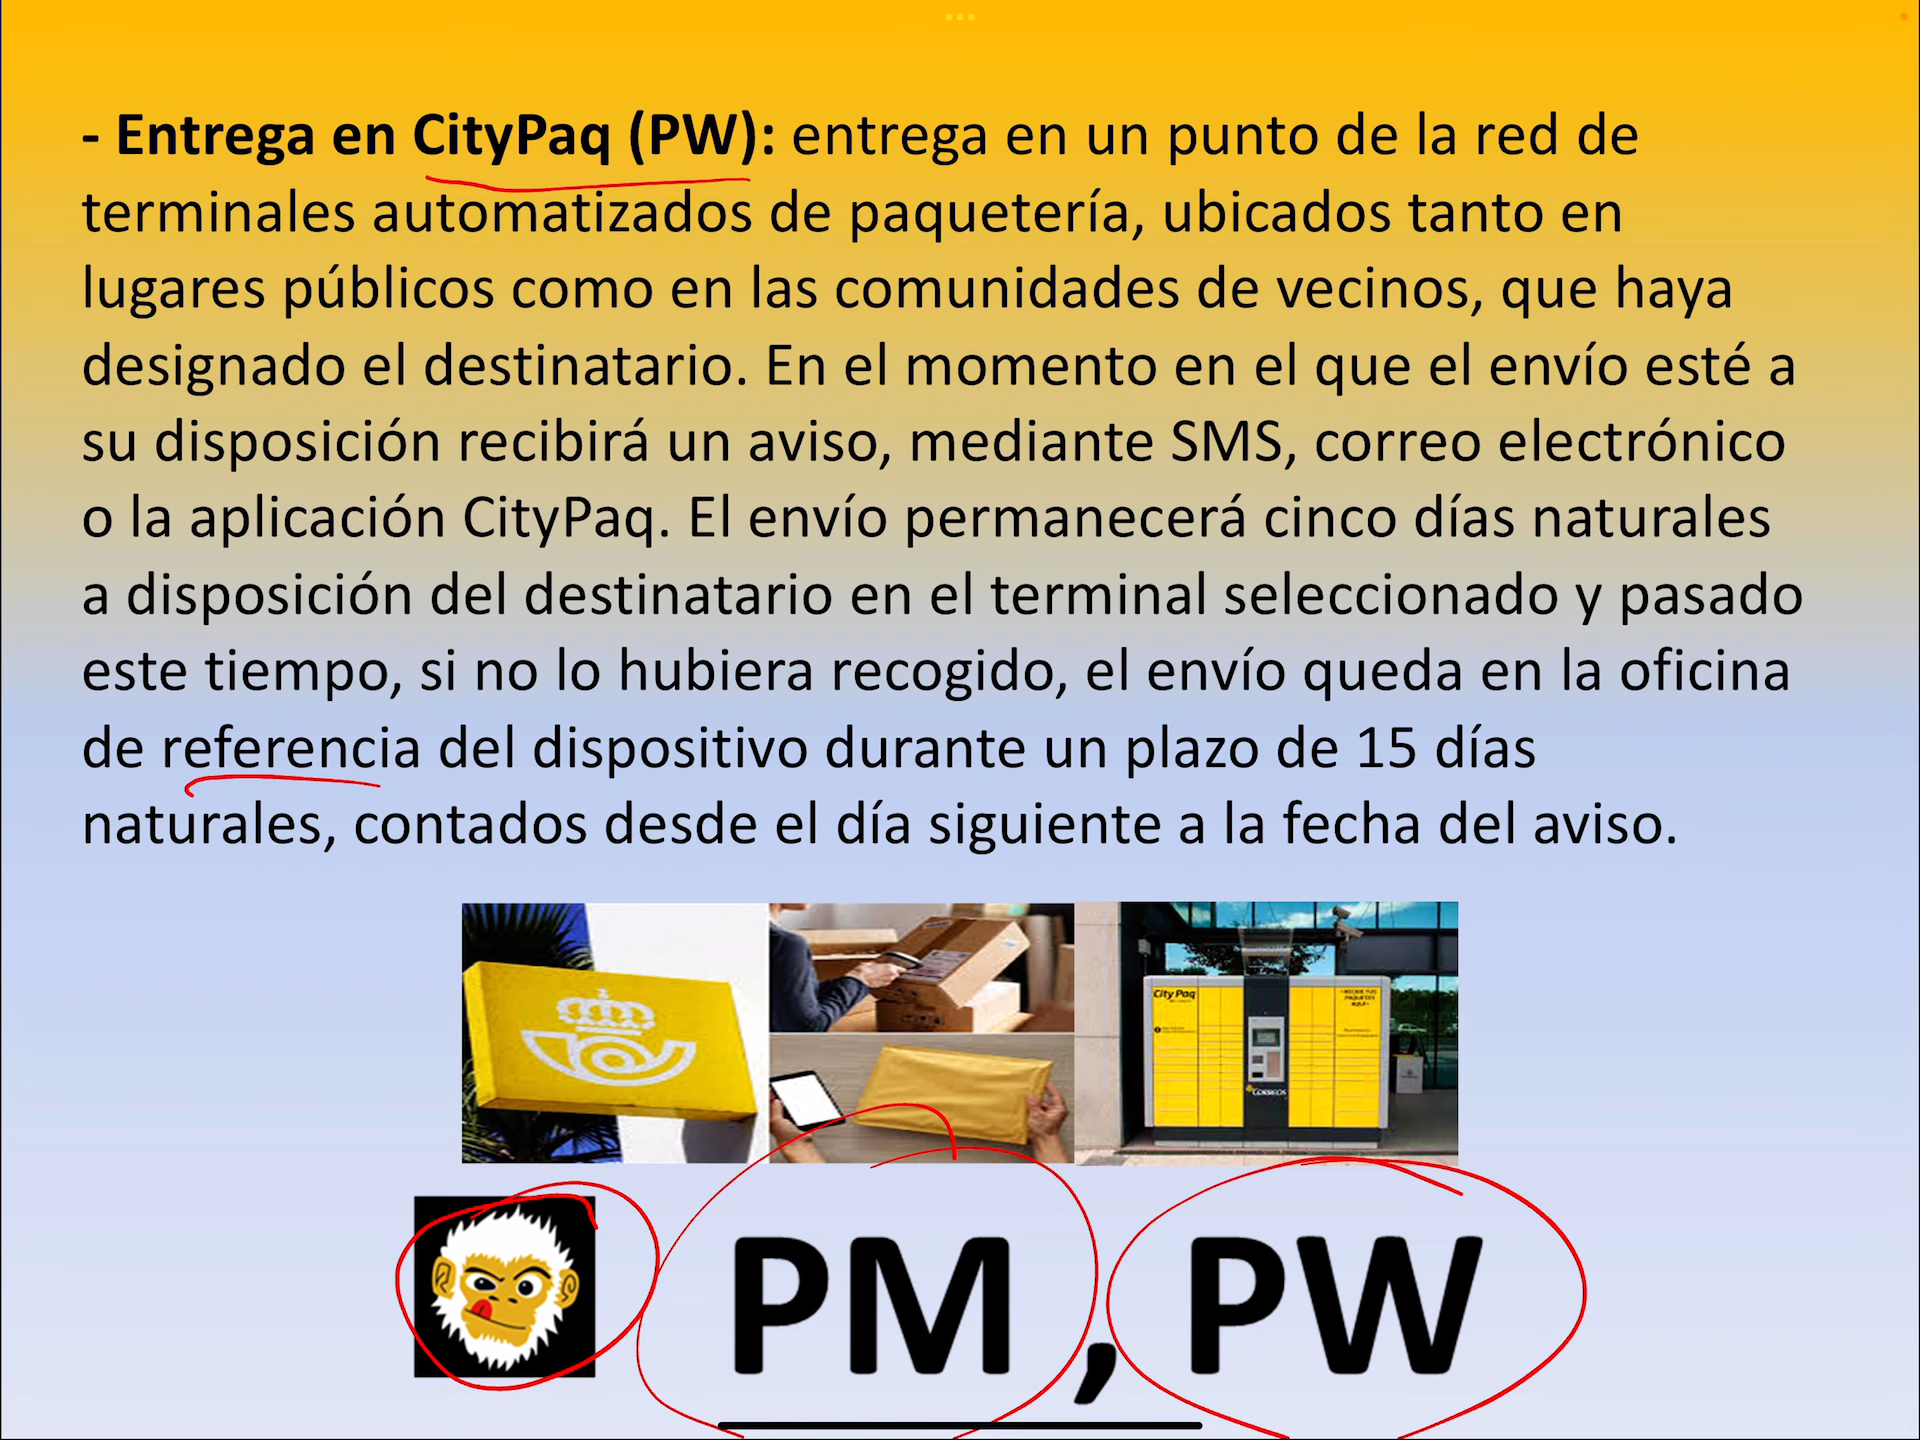 - Entrega en CityPaq (PW): entrega en un punto de la red de
terminales automatizados de paquetería, ubicados tanto en
lugares públicos como en las comunidades de vecinos, que haya
designado el destinatario. En el momento en el que el envío esté a
su disposición recibirá un aviso, mediante SMS, correo electrónico
o la aplicación CityPaq. El envío permanecerá cinco días naturales
a disposición del destinatario en el terminal seleccionado y pasado
este tiempo, si no lo hubiera recogido, el envío queda en la oficina
de referencia del dispositivo durante un plazo de 15 días
naturales, contados desde el día siguiente a la fecha del aviso.
City Paq
Correos
PM , PW